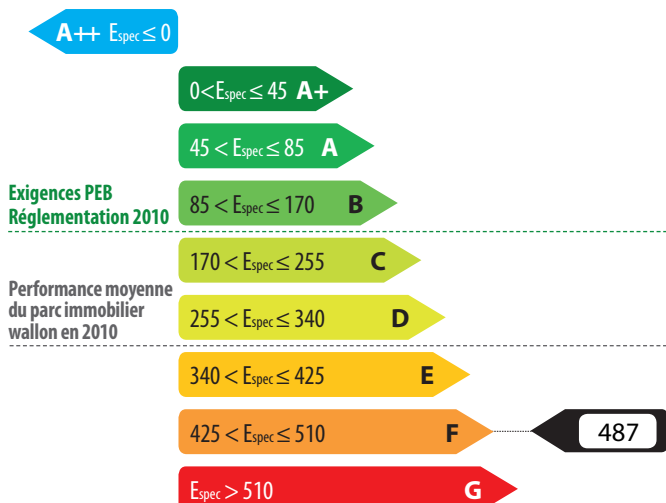 A++ Espec ≤ 0
0<Espec ≤ 45 A+
45 < Espec ≤ 85 A
Exigences PEB
Réglementation 2010
85 < Espec ≤ 170 B
170 < Espec ≤ 255 C
Performance moyenne
du parc immobilier
wallon en 2010
255 < Espec ≤ 340 D
340 < Espec ≤ 425 E
425 < Espec ≤ 510 F
487
Espec > 510 G